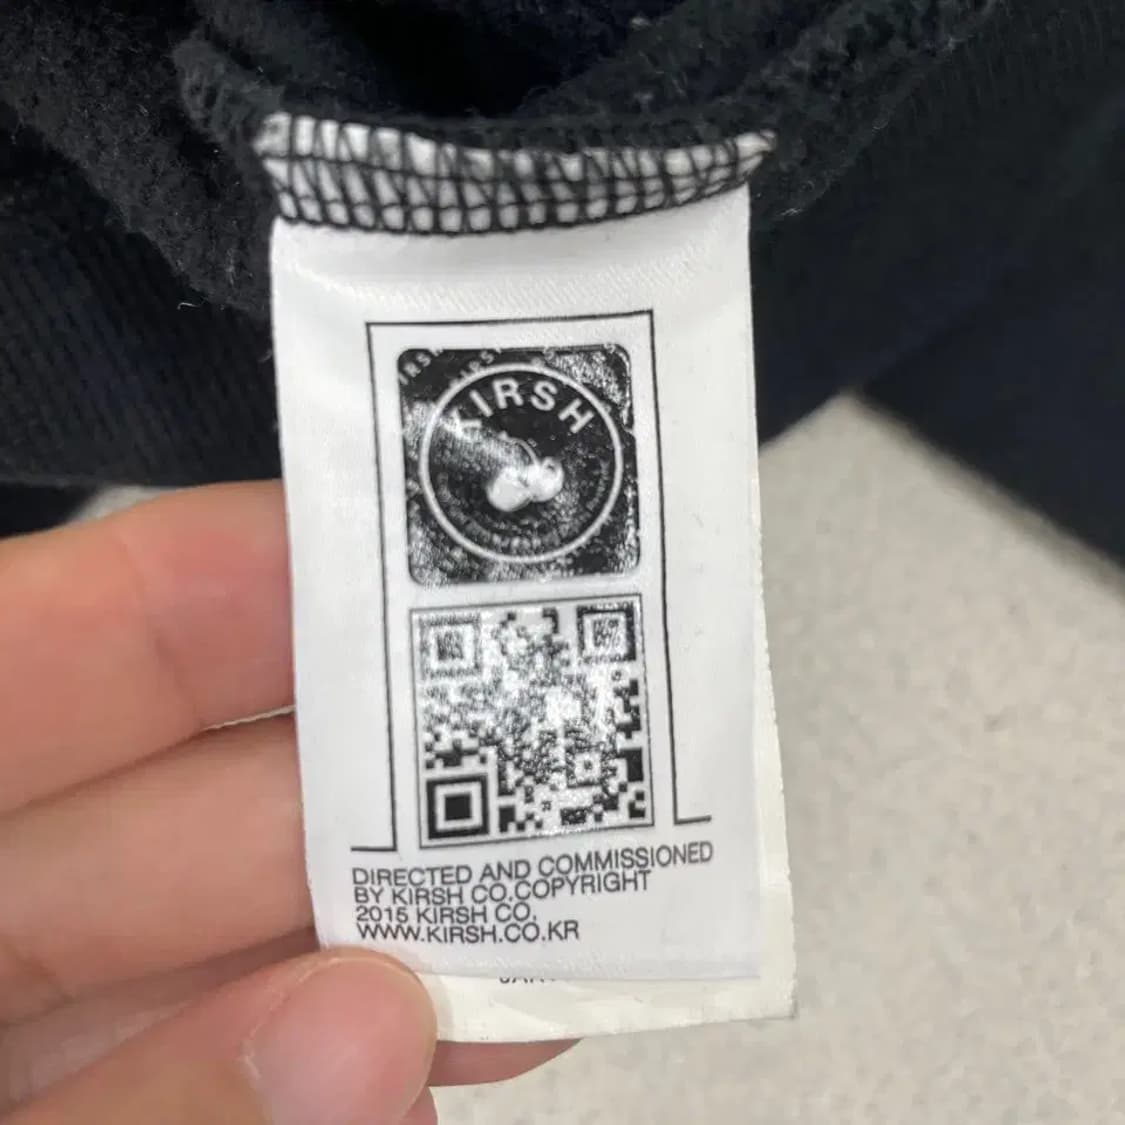 KIRSH
DIRECTED AND COMMISSIONED
BY KIRSH CO.COPYRIGHT
2015 KIRSH CO.
WWW.KIRSH.CO.KR